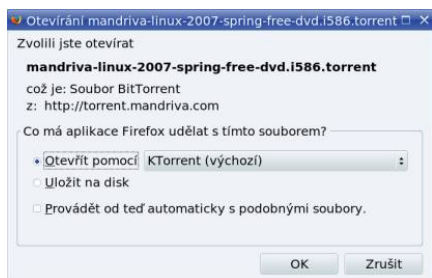 Otevírání mandriva-linux-2007-spring-free-dvd.i586.torrent
Zvolili jste otevírat
mandriva-linux-2007-spring-free-dvd.i586.torrent
což je: Soubor BitTorrent
z: http://torrent.mandriva.com
Co má aplikace Firefox udělat s tímto souborem?
Otevřít pomocí KTorrent (výchozí)
Uložit na disk
Provádět od teď automaticky s podobnými soubory.
OK Zrušit